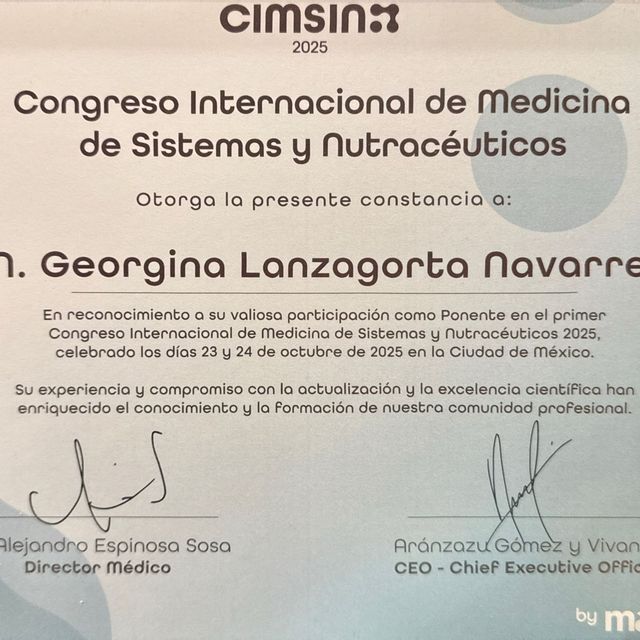 CIMSIN
2025
Congreso Internacional de Medicina
de Sistemas y Nutracéuticos
Otorga la presente constancia a:
Georgina Lanzagorta
En reconocimiento a su valiosa participación como Ponente en el primer
Congreso Internacional de Medicina de Sistemas y Nutracéuticos 2025,
celebrado los días 23 y 24 de octubre de 2025 en la Ciudad de México.
Su experiencia y compromiso con la actualización y la excelencia científica han
enriquecido el conocimiento y la formación de nuestra comunidad profesional.
Alejandro Espinosa Sosa
Director Médico
Aránzazu Gómez y
CEO - Chief Executive
by